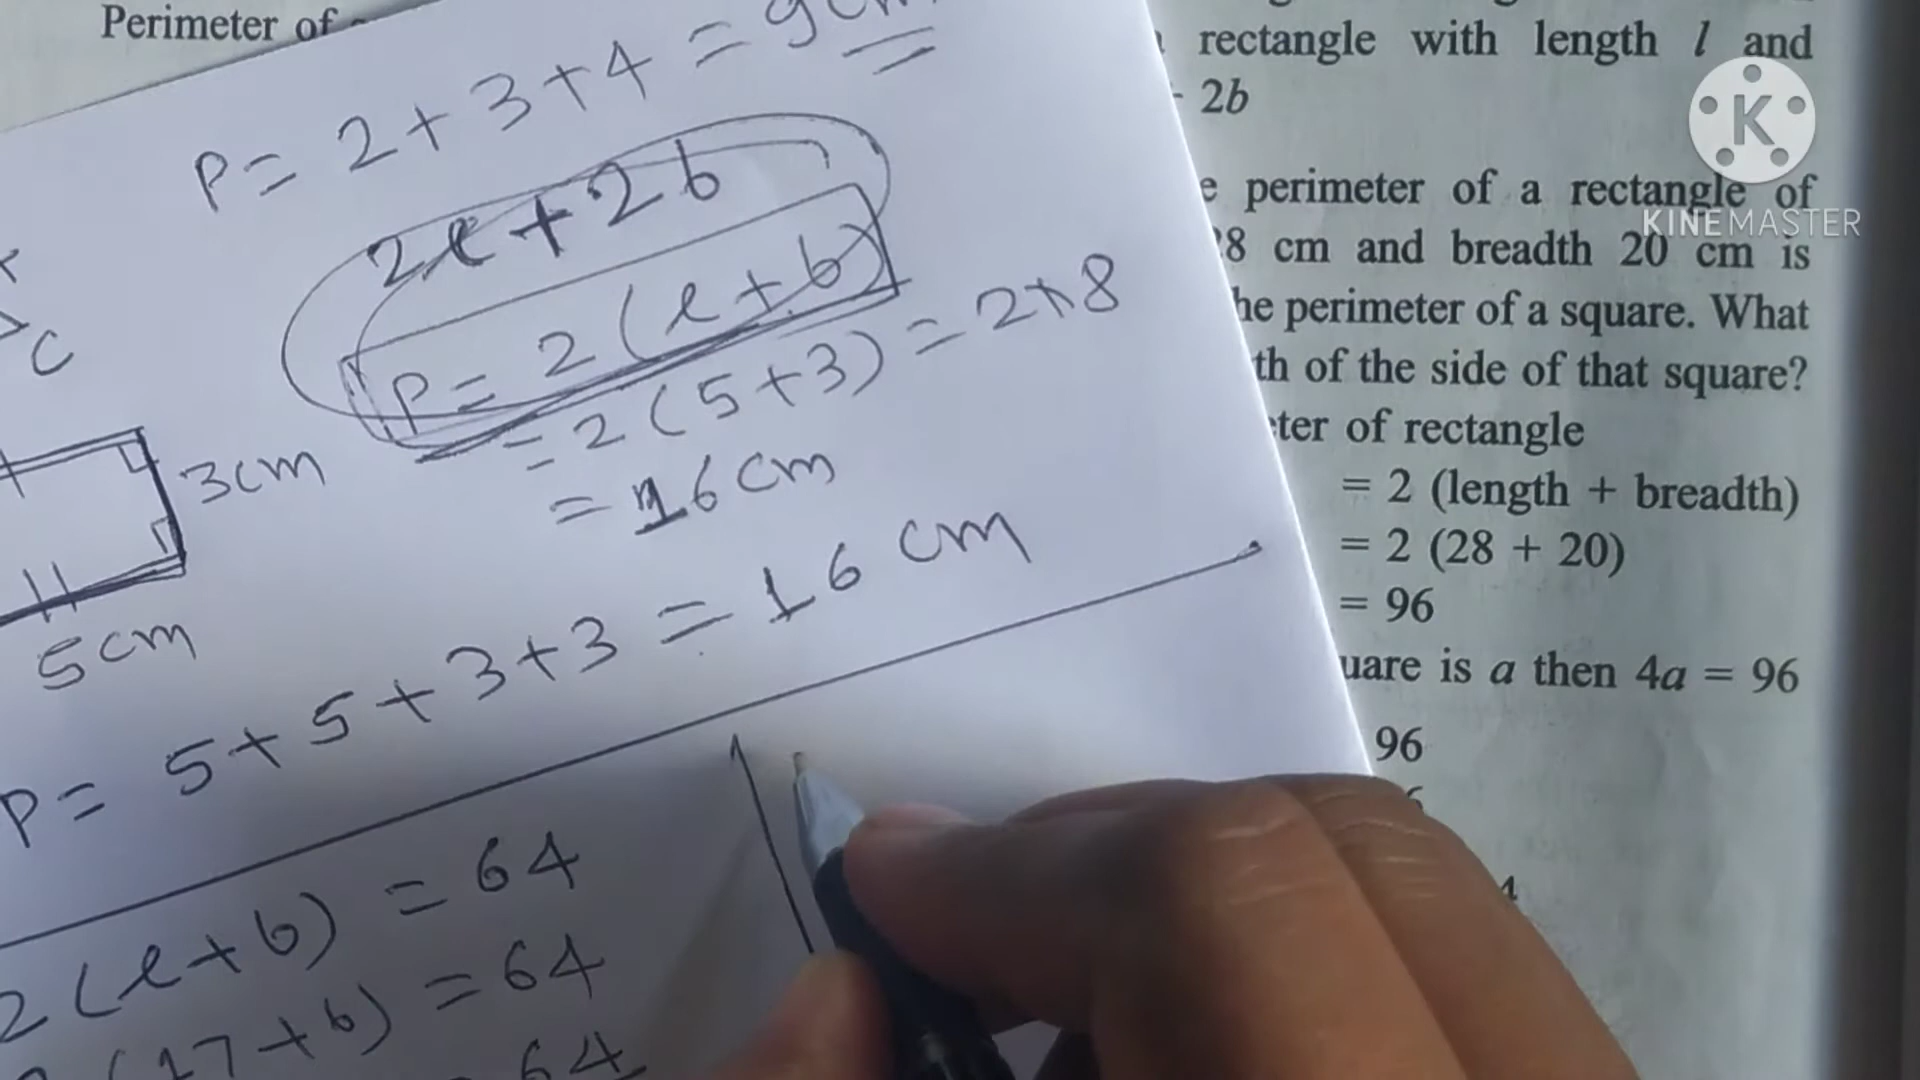 Perimeter of
P = 2 + 3 + 4 = 9cm
2l + 2b
P = 2 (l + b)
= 2 (5 + 3) = 2 × 8
= 16 cm
C
3cm
5cm
P = 5 + 5 + 3 + 3 = 16 cm
2 (l + b) = 64
(17 + b) = 64
64
rectangle with length l and
2b
perimeter of a rectangle of
8 cm and breadth 20 cm is
he perimeter of a square. What
th of the side of that square?
ter of rectangle
= 2 (length + breadth)
= 2 (28 + 20)
= 96
uare is a then 4a = 96
96
K
KINEMASTER